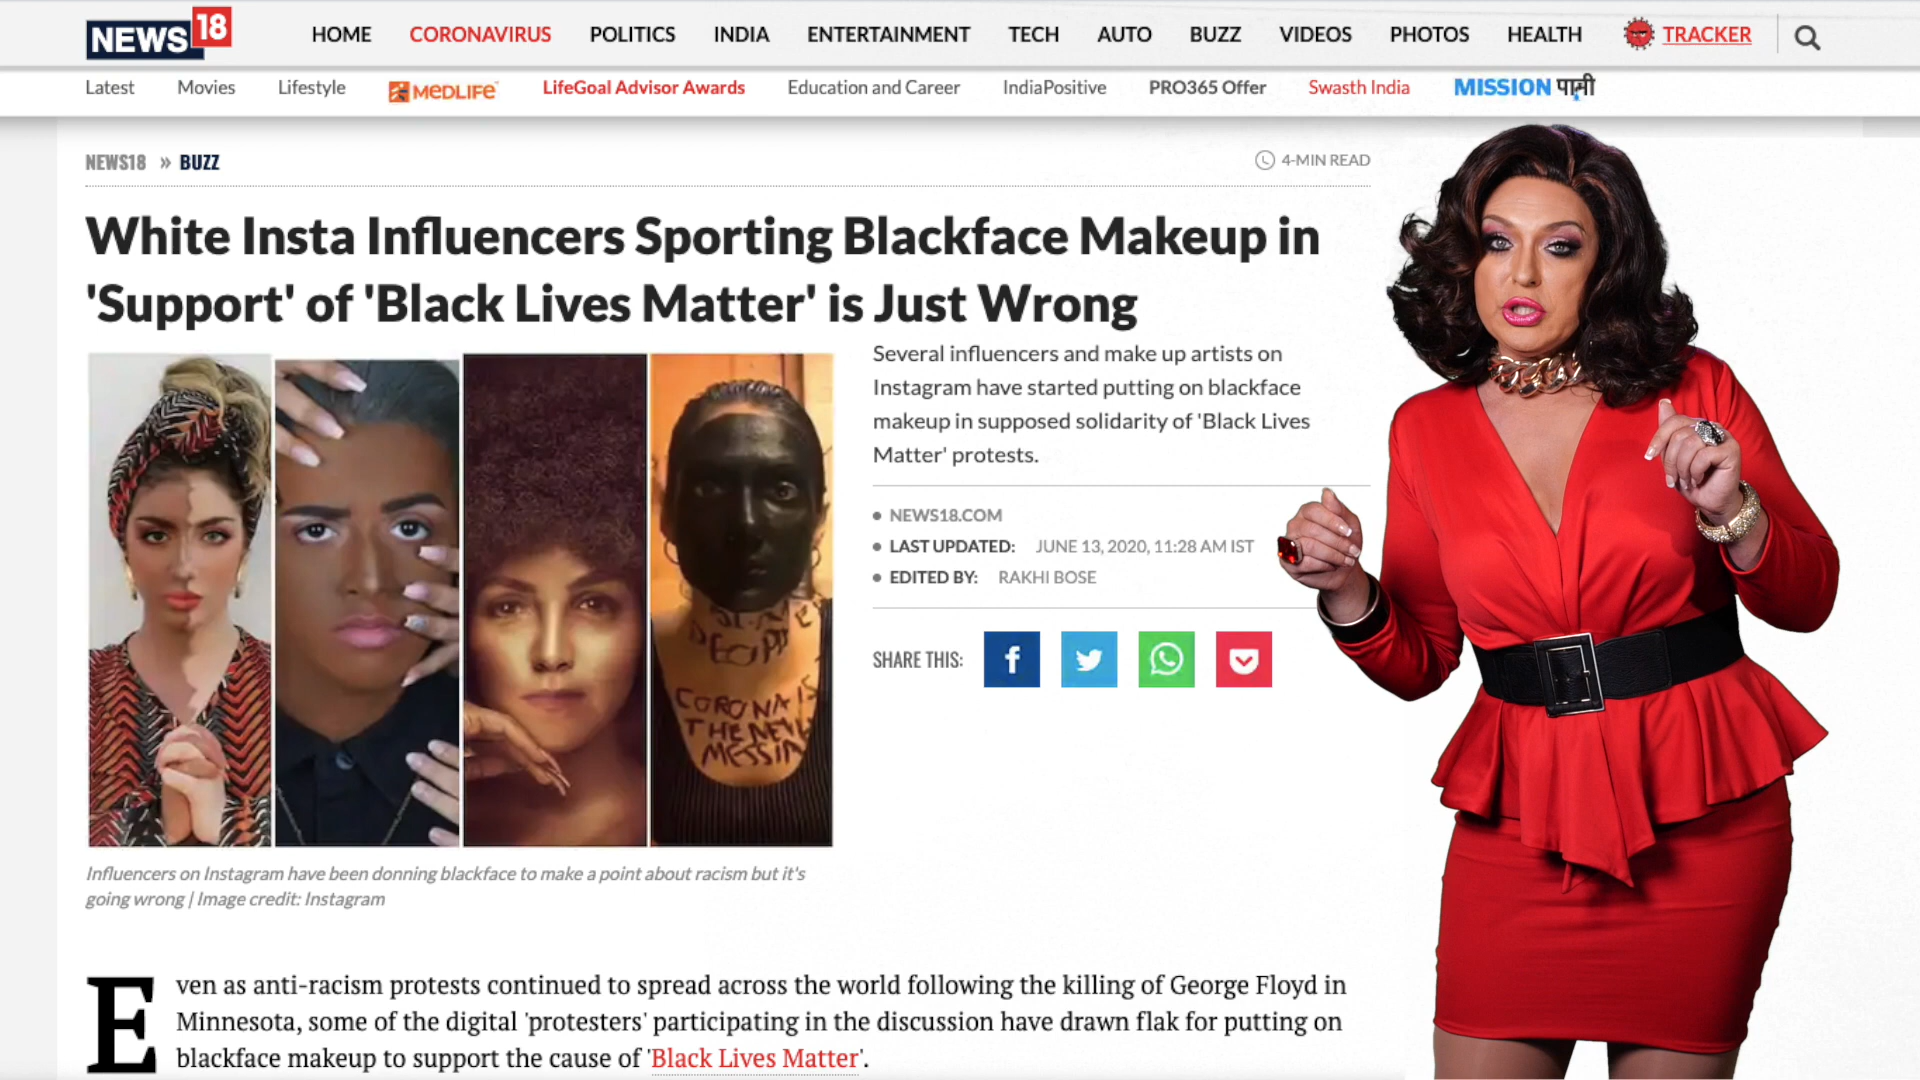 NEWS 18
HOME CORONAVIRUS POLITICS INDIA ENTERTAINMENT TECH AUTO BUZZ VIDEOS PHOTOS HEALTH TRACKER
Latest Movies Lifestyle MEDLIFE LifeGoal Advisor Awards Education and Career IndiaPositive PRO365 Offer Swasth India MISSION पानी
NEWS18 » BUZZ
4-MIN READ
White Insta Influencers Sporting Blackface Makeup in
'Support' of 'Black Lives Matter' is Just Wrong
Several influencers and make up artists on
Instagram have started putting on blackface
makeup in supposed solidarity of 'Black Lives
Matter' protests.
NEWS18.COM
LAST UPDATED: JUNE 13, 2020, 11:28 AM IST
EDITED BY: RAKHI BOSE
SHARE THIS:
CORONA IS
THE NEW
MESSIA
Influencers on Instagram have been donning blackface to make a point about racism but it's
going wrong | Image credit: Instagram
Even as anti-racism protests continued to spread across the world following the killing of George Floyd in
Minnesota, some of the digital 'protesters' participating in the discussion have drawn flak for putting on
blackface makeup to support the cause of 'Black Lives Matter'.